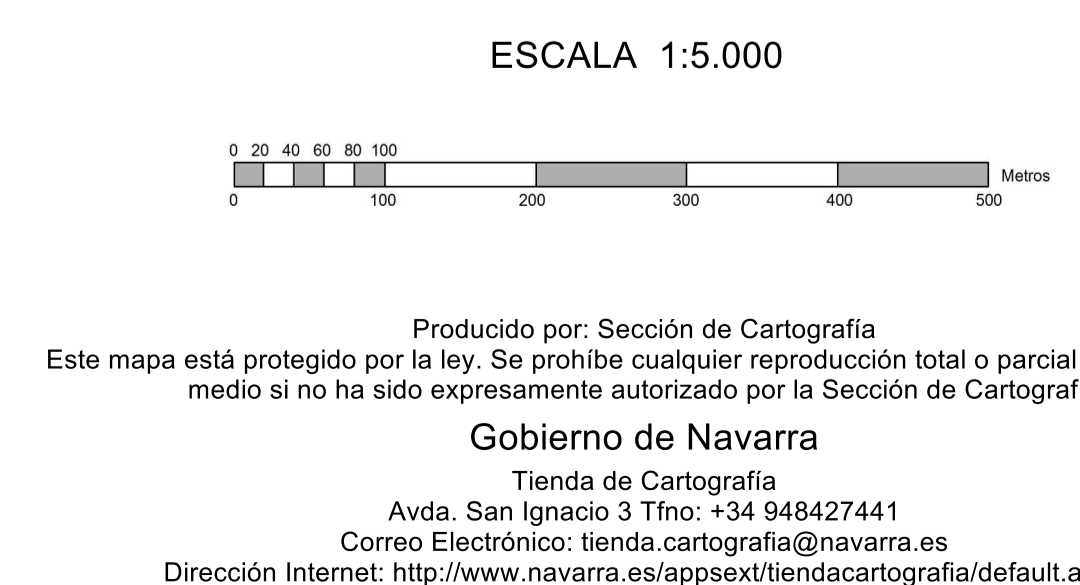 ESCALA 1:5.000
0 20 40 60 80 100
Metros
0 100 200 300 400 500
Producido por: Sección de Cartografía
Este mapa está protegido por la ley. Se prohíbe cualquier reproducción total o parcial
medio si no ha sido expresamente autorizado por la Sección de Cartograf
Gobierno de Navarra
Tienda de Cartografía
Avda. San Ignacio 3 Tfno: +34 948427441
Correo Electrónico: tienda.cartografia@navarra.es
Dirección Internet: http://www.navarra.es/appsext/tiendacartografia/default.a